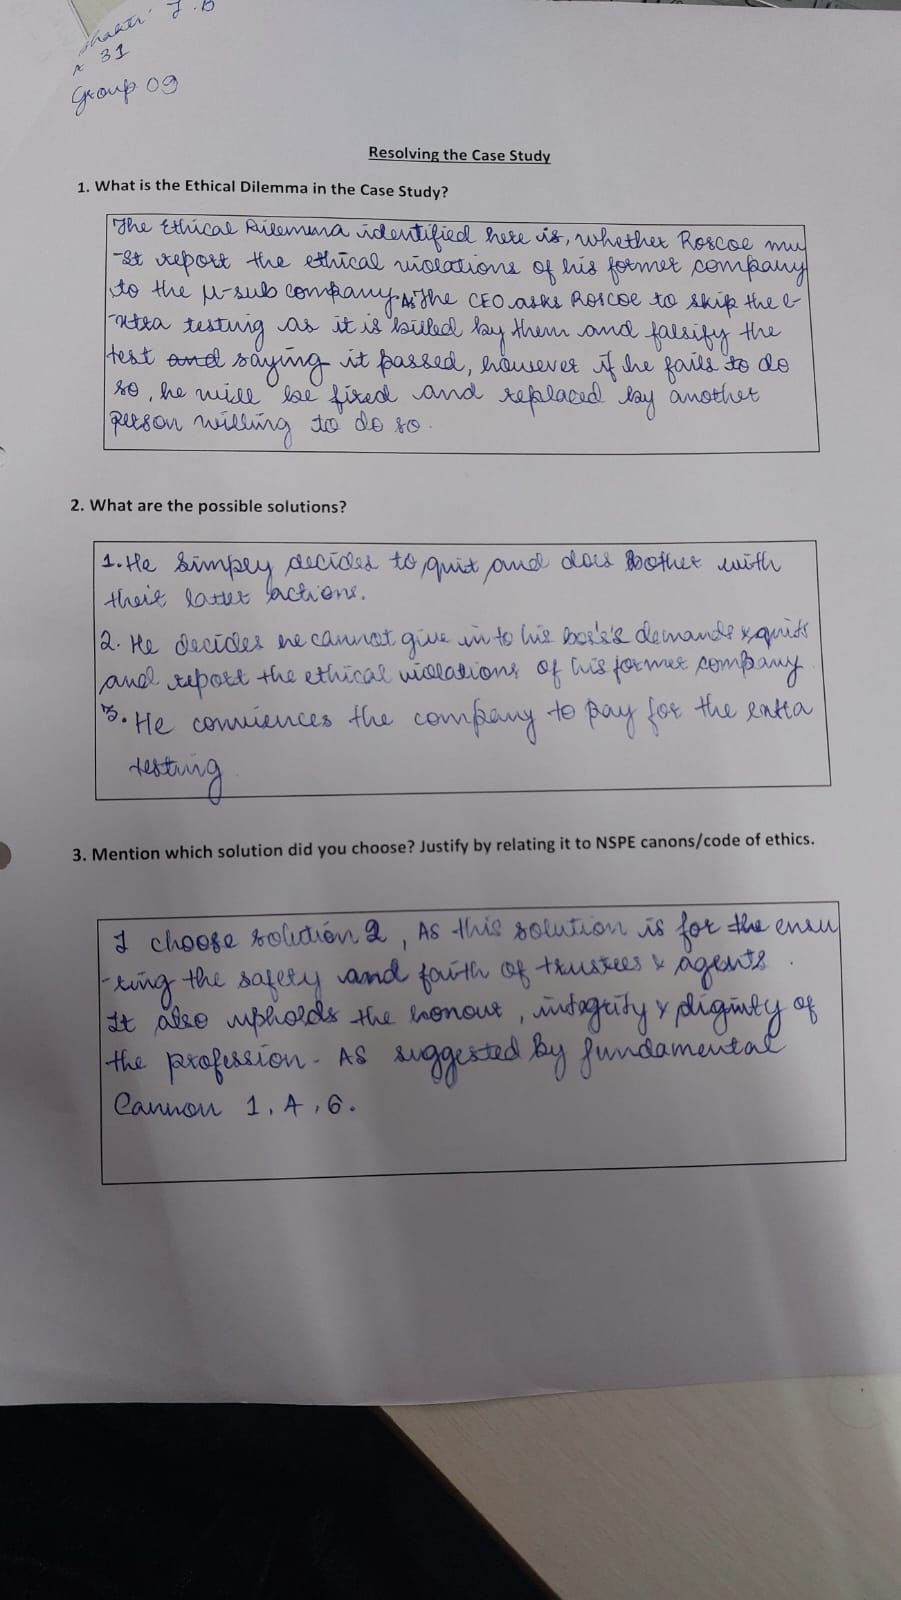 J.B
31
Group 09
Resolving the Case Study
1. What is the Ethical Dilemma in the Case Study?
The Ethical Dilemma identified here is, whether Roscoe mu
-st report the ethical violations of his former company
to the µ-sub company. As The CEO asks Roscoe to skip the e-
-xtra testing as it is billed by them and falsify the
test and saying it passed, however if he fails to do
so, he will be fired and replaced by another
person willing to do so.
2. What are the possible solutions?
1. He simply decides to quit and does bother with
their latter actions.
2. He decides he cannot give in to his boss's demands & quits
and report the ethical violations of his former company.
3. He conviences the company to pay for the extra
testing
3. Mention which solution did you choose? Justify by relating it to NSPE canons/code of ethics.
I choose solution 2, As this solution is for the ensu
-ring the safety and faith of trustees & agents.
It also upholds the honour, integrity & diginity of
the profession. As suggested by fundamental
Cannon 1, 4, 6.